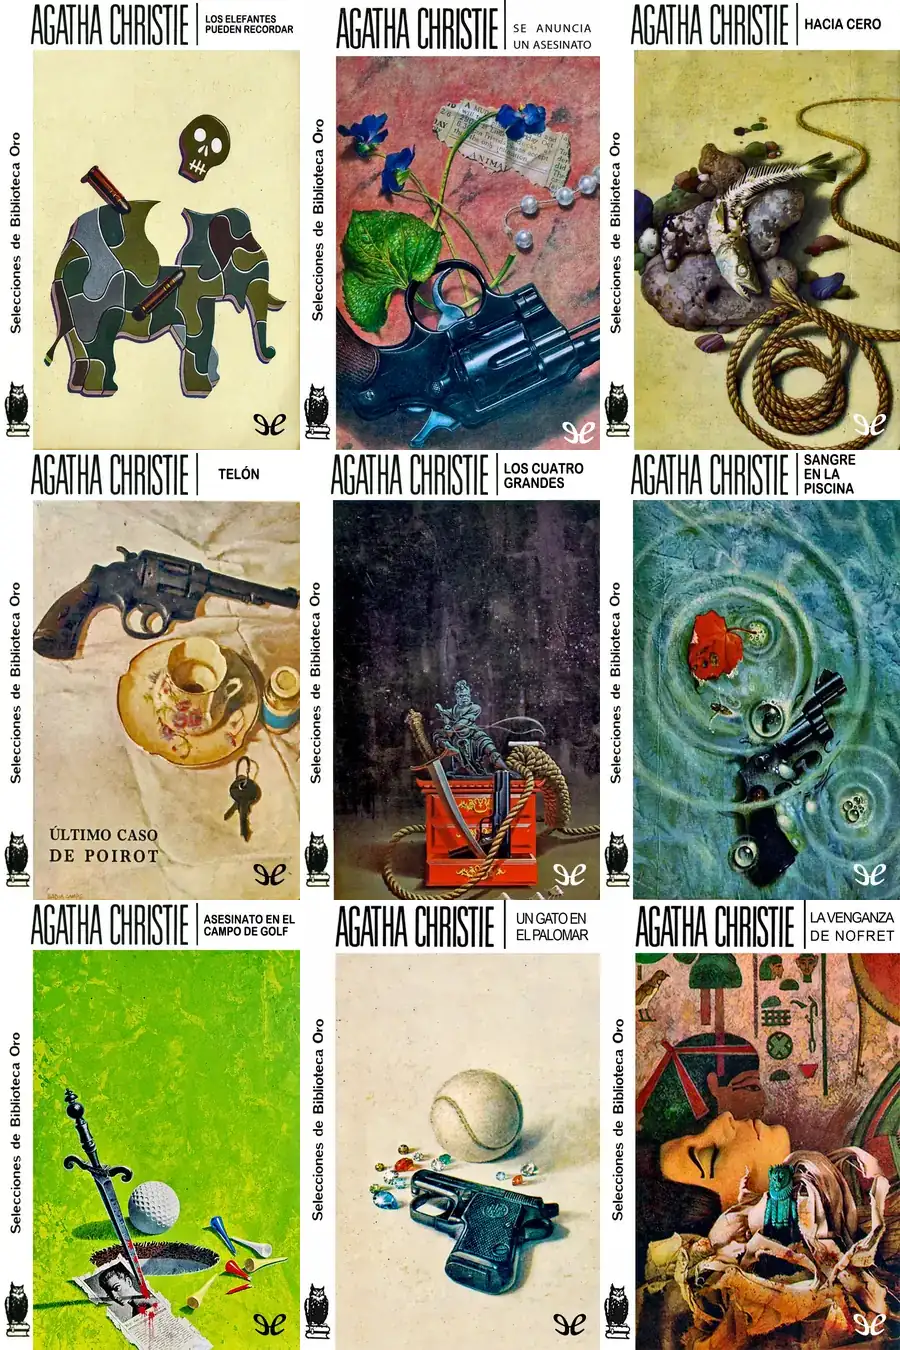 AGATHA CHRISTIE
LOS ELEFANTES
PUEDEN RECORDAR
Selecciones de Biblioteca Oro
AGATHA CHRISTIE
SE ANUNCIA
UN ASESINATO
Selecciones de Biblioteca Oro
AGATHA CHRISTIE
HACIA CERO
Selecciones de Biblioteca Oro
AGATHA CHRISTIE
TELÓN
Selecciones de Biblioteca Oro
ÚLTIMO CASO
DE POIROT
AGATHA CHRISTIE
LOS CUATRO
GRANDES
Selecciones de Biblioteca Oro
AGATHA CHRISTIE
SANGRE
EN LA
PISCINA
Selecciones de Biblioteca Oro
AGATHA CHRISTIE
ASESINATO EN EL
CAMPO DE GOLF
Selecciones de Biblioteca Oro
AGATHA CHRISTIE
UN GATO EN
EL PALOMAR
Selecciones de Biblioteca Oro
AGATHA CHRISTIE
LA VENGANZA
DE NOFRET
Selecciones de Biblioteca Oro